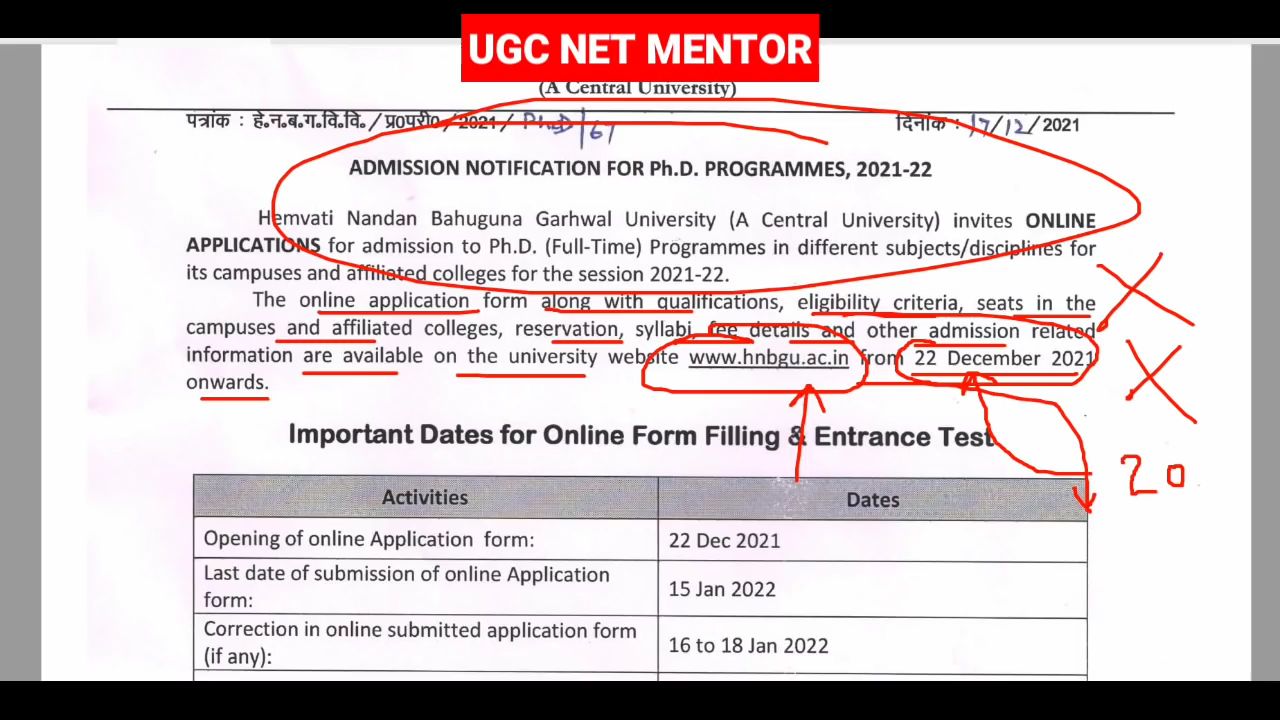 UGC NET MENTOR
(A Central University)
पत्रांक : हे.न.ब.ग.वि.वि. / प्र0परी0 / 2021 / Ph.D/67 दिनांक : 17/12/2021
ADMISSION NOTIFICATION FOR Ph.D. PROGRAMMES, 2021-22
Hemvati Nandan Bahuguna Garhwal University (A Central University) invites ONLINE
APPLICATIONS for admission to Ph.D. (Full-Time) Programmes in different subjects/disciplines for
its campuses and affiliated colleges for the session 2021-22.
The online application form along with qualifications, eligibility criteria, seats in the
campuses and affiliated colleges, reservation, syllabi, fee details and other admission related
information are available on the university website www.hnbgu.ac.in from 22 December 2021
onwards.
Important Dates for Online Form Filling & Entrance Test
20
Activities Dates
Opening of online Application form: 22 Dec 2021
Last date of submission of online Application
form: 15 Jan 2022
Correction in online submitted application form
(if any): 16 to 18 Jan 2022